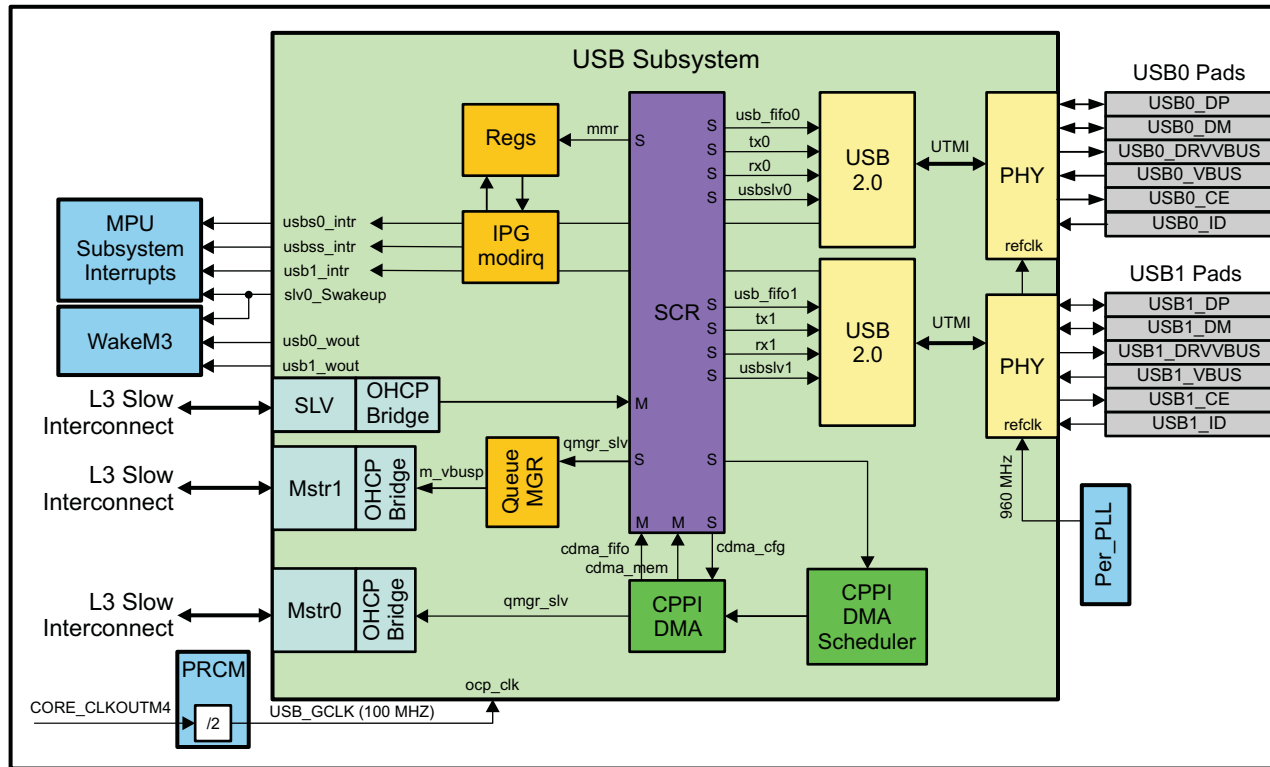 USB Subsystem
USB0 Pads
USB0_DP
USB0_DM
USB0_DRVVBUS
USB0_VBUS
USB0_CE
USB0_ID
Regs
mmr
S
S
usb_fifo0
S
tx0
S
rx0
S
usbslv0
USB
2.0
UTMI
PHY
refclk
MPU
Subsystem
Interrupts
usbs0_intr
usbss_intr
usb1_intr
slv0_Swakeup
IPG
modirq
SCR
WakeM3
usb0_wout
usb1_wout
S
usb_fifo1
S
tx1
S
rx1
S
usbslv1
USB
2.0
UTMI
PHY
refclk
USB1 Pads
USB1_DP
USB1_DM
USB1_DRVVBUS
USB1_VBUS
USB1_CE
USB1_ID
L3 Slow
Interconnect
SLV
OHCP
Bridge
M
L3 Slow
Interconnect
Mstr1
OHCP
Bridge
m_vbusp
Queue
MGR
qmgr_slv
S
S
960 MHz
Per_PLL
M
M
S
cdma_fifo
cdma_mem
cdma_cfg
L3 Slow
Interconnect
Mstr0
OHCP
Bridge
qmgr_slv
CPPI
DMA
CPPI
DMA
Scheduler
PRCM
CORE_CLKOUTM4
/2
USB_GCLK (100 MHZ)
ocp_clk